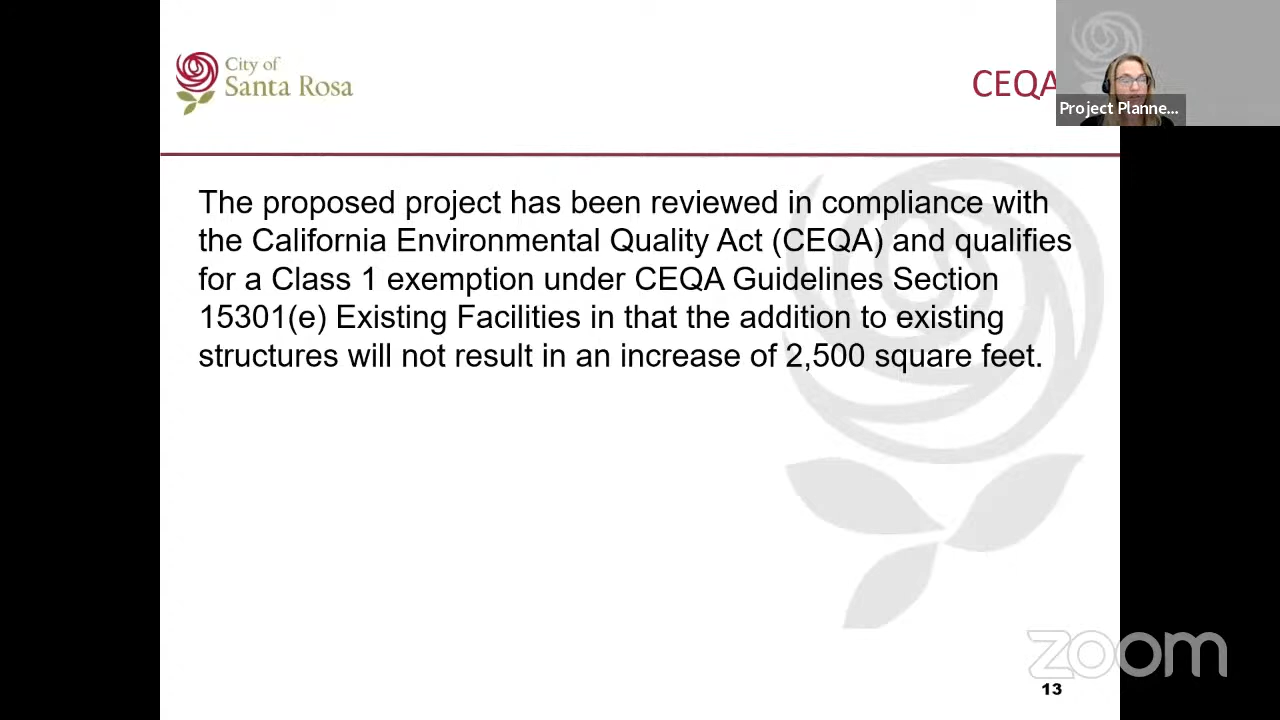 City of
Santa Rosa
CEQA
Project Planne...
The proposed project has been reviewed in compliance with
the California Environmental Quality Act (CEQA) and qualifies
for a Class 1 exemption under CEQA Guidelines Section
15301(e) Existing Facilities in that the addition to existing
structures will not result in an increase of 2,500 square feet.
zoom
zoom
13